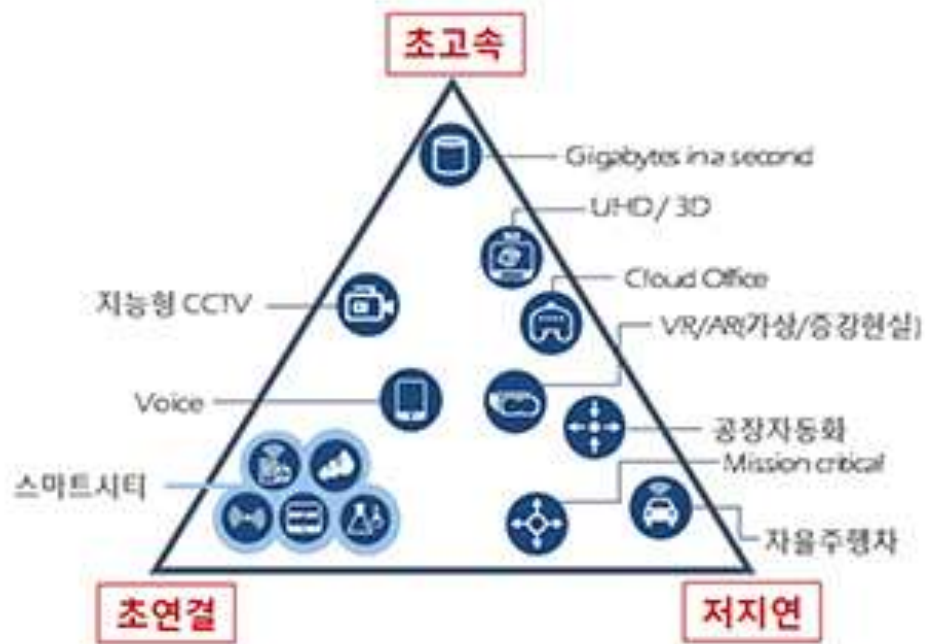 초고속
Gigabytes in a second
UHD / 3D
Cloud Office
지능형 CCTV
VR/AR(가상/증강현실)
Voice
공장자동화
Mission critical
스마트시티
자율주행차
초연결
저지연